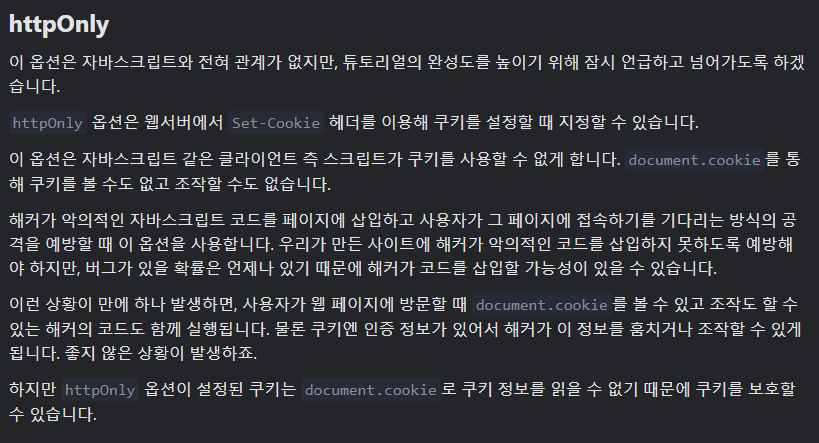 httpOnly
이 옵션은 자바스크립트와 전혀 관계가 없지만, 튜토리얼의 완성도를 높이기 위해 잠시 언급하고 넘어가도록 하겠
습니다.
httpOnly 옵션은 웹서버에서 Set-Cookie 헤더를 이용해 쿠키를 설정할 때 지정할 수 있습니다.
이 옵션은 자바스크립트 같은 클라이언트 측 스크립트가 쿠키를 사용할 수 없게 합니다. document.cookie를 통
해 쿠키를 볼 수도 없고 조작할 수도 없습니다.
해커가 악의적인 자바스크립트 코드를 페이지에 삽입하고 사용자가 그 페이지에 접속하기를 기다리는 방식의 공
격을 예방할 때 이 옵션을 사용합니다. 우리가 만든 사이트에 해커가 악의적인 코드를 삽입하지 못하도록 예방해
야 하지만, 버그가 있을 확률은 언제나 있기 때문에 해커가 코드를 삽입할 가능성이 있을 수 있습니다.
이런 상황이 만에 하나 발생하면, 사용자가 웹 페이지에 방문할 때 document.cookie를 볼 수 있고 조작도 할 수
있는 해커의 코드도 함께 실행됩니다. 물론 쿠키엔 인증 정보가 있어서 해커가 이 정보를 훔치거나 조작할 수 있게
됩니다. 좋지 않은 상황이 발생하죠.
하지만 httpOnly 옵션이 설정된 쿠키는 document.cookie로 쿠키 정보를 읽을 수 없기 때문에 쿠키를 보호할
수 있습니다.